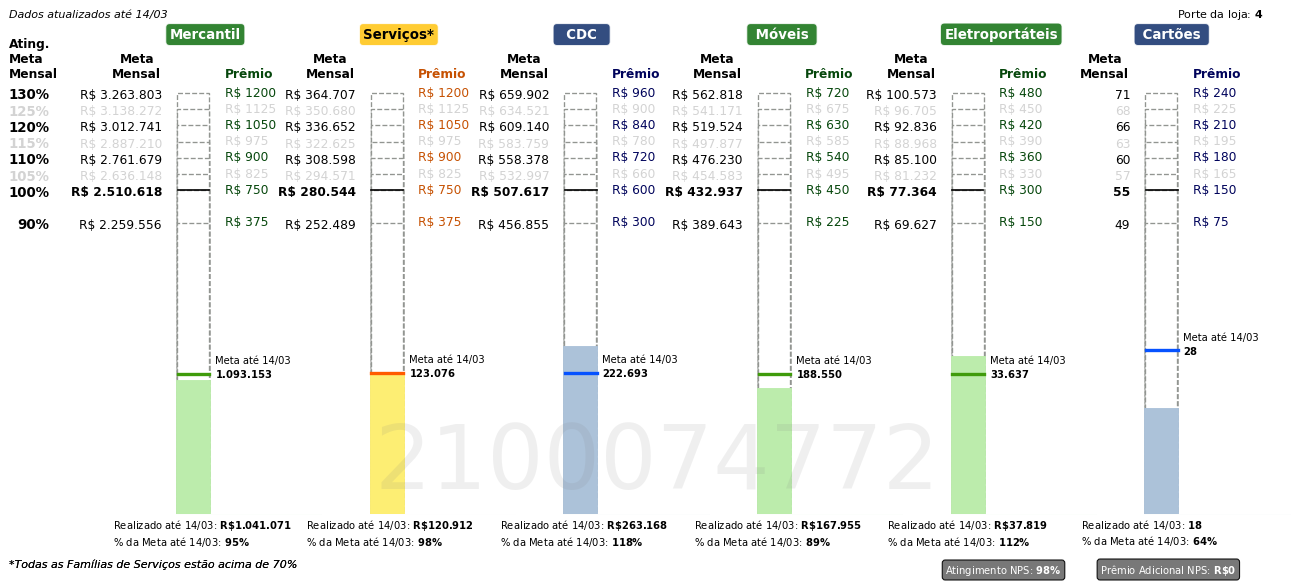 Dados atualizados até 14/03
Porte da loja: 4
Mercantil Serviços* CDC Móveis Eletroportáteis Cartões
Ating. Meta Mensal
Meta Mensal Prêmio Meta Mensal Prêmio Meta Mensal Prêmio Meta Mensal Prêmio Meta Mensal Prêmio Meta Mensal Prêmio
130% R$ 3.263.803 R$ 1200 R$ 364.707 R$ 1200 R$ 659.902 R$ 960 R$ 562.818 R$ 720 R$ 100.573 R$ 480 71 R$ 240
125% R$ 3.138.272 R$ 1125 R$ 350.680 R$ 1125 R$ 634.521 R$ 900 R$ 541.171 R$ 675 R$ 96.705 R$ 450 68 R$ 225
120% R$ 3.012.741 R$ 1050 R$ 336.652 R$ 1050 R$ 609.140 R$ 840 R$ 519.524 R$ 630 R$ 92.836 R$ 420 66 R$ 210
115% R$ 2.887.210 R$ 975 R$ 322.625 R$ 975 R$ 583.759 R$ 780 R$ 497.877 R$ 585 R$ 88.968 R$ 390 63 R$ 195
110% R$ 2.761.679 R$ 900 R$ 308.598 R$ 900 R$ 558.378 R$ 720 R$ 476.230 R$ 540 R$ 85.100 R$ 360 60 R$ 180
105% R$ 2.636.148 R$ 825 R$ 294.571 R$ 825 R$ 532.997 R$ 660 R$ 454.583 R$ 495 R$ 81.232 R$ 330 57 R$ 165
100% R$ 2.510.618 R$ 750 R$ 280.544 R$ 750 R$ 507.617 R$ 600 R$ 432.937 R$ 450 R$ 77.364 R$ 300 55 R$ 150
90% R$ 2.259.556 R$ 375 R$ 252.489 R$ 375 R$ 456.855 R$ 300 R$ 389.643 R$ 225 R$ 69.627 R$ 150 49 R$ 75
Meta até 14/03 Meta até 14/03 Meta até 14/03 Meta até 14/03 Meta até 14/03 Meta até 14/03
1.093.153 123.076 222.693 188.550 33.637 28
2100074772
Realizado até 14/03: R$1.041.071 Realizado até 14/03: R$120.912 Realizado até 14/03: R$263.168 Realizado até 14/03: R$167.955 Realizado até 14/03: R$37.819 Realizado até 14/03: 18
% da Meta até 14/03: 95% % da Meta até 14/03: 98% % da Meta até 14/03: 118% % da Meta até 14/03: 89% % da Meta até 14/03: 112% % da Meta até 14/03: 64%
*Todas as Famílias de Serviços estão acima de 70%
Atingimento NPS: 98% Prêmio Adicional NPS: R$0